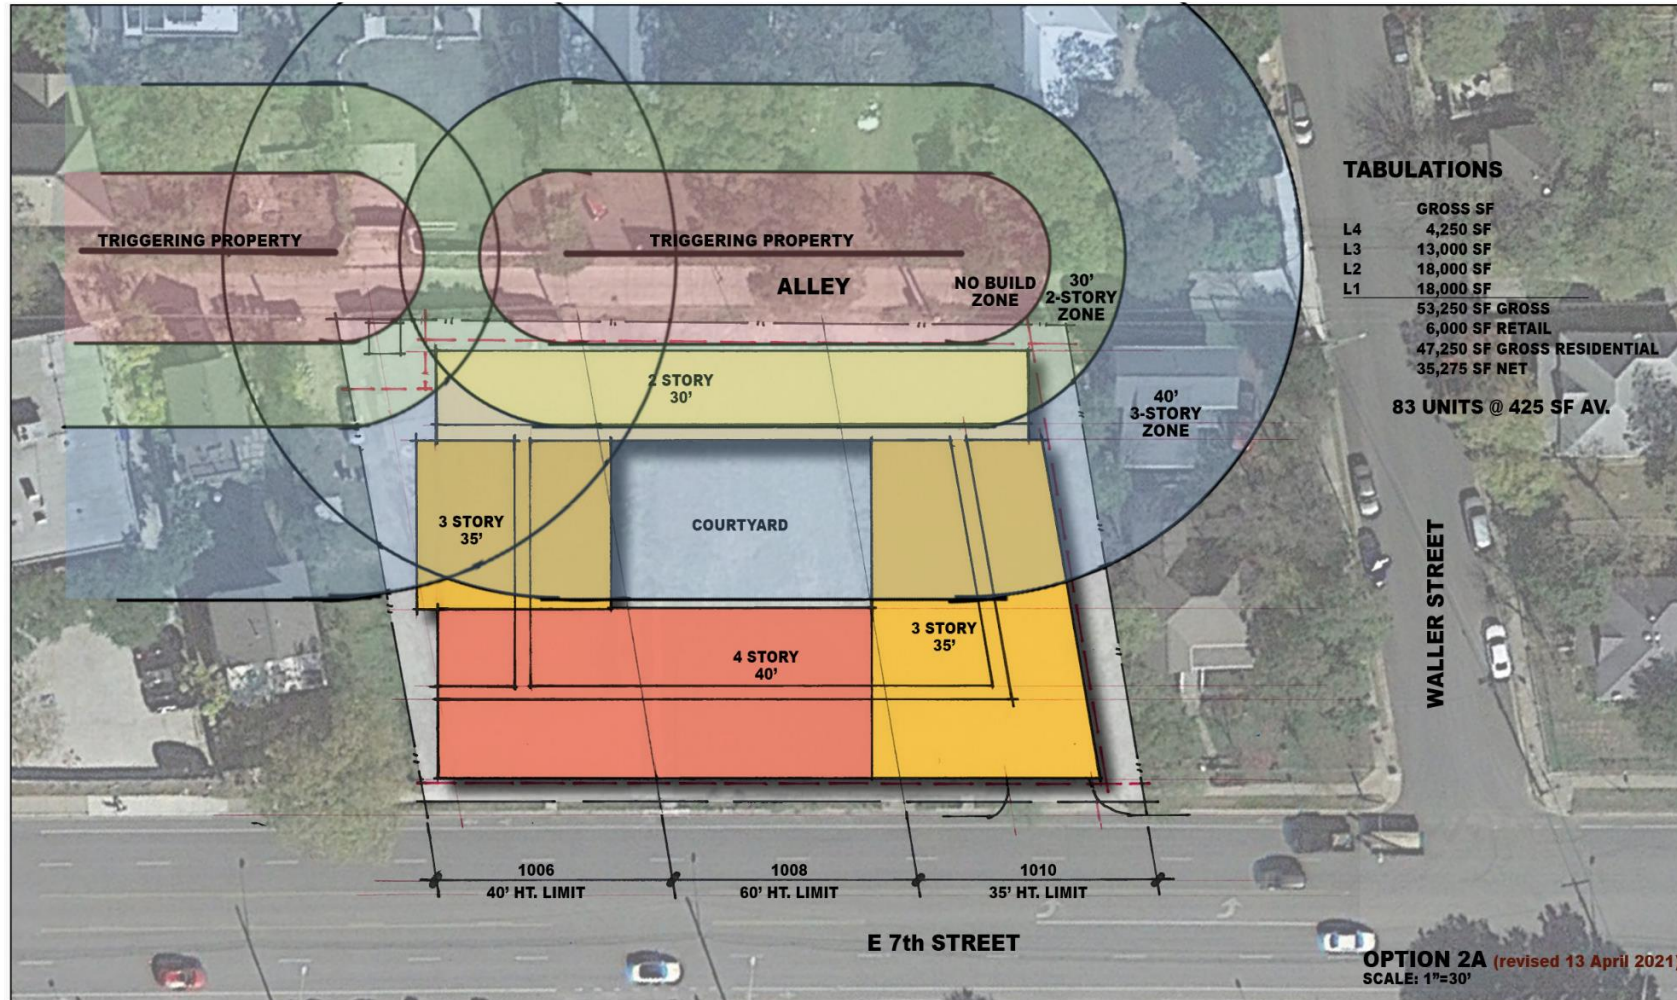 TRIGGERING PROPERTY
TRIGGERING PROPERTY
ALLEY
NO BUILD
ZONE
30'
2-STORY
ZONE
2 STORY
30'
40'
3-STORY
ZONE
3 STORY
35'
COURTYARD
4 STORY
40'
3 STORY
35'
TABULATIONS
GROSS SF
L4 4,250 SF
L3 13,000 SF
L2 18,000 SF
L1 18,000 SF
53,250 SF GROSS
6,000 SF RETAIL
47,250 SF GROSS RESIDENTIAL
35,275 SF NET
83 UNITS @ 425 SF AV.
WALLER STREET
1006
40' HT. LIMIT
1008
60' HT. LIMIT
1010
35' HT. LIMIT
E 7th STREET
OPTION 2A (revised 13 April 2021)
SCALE: 1"=30'